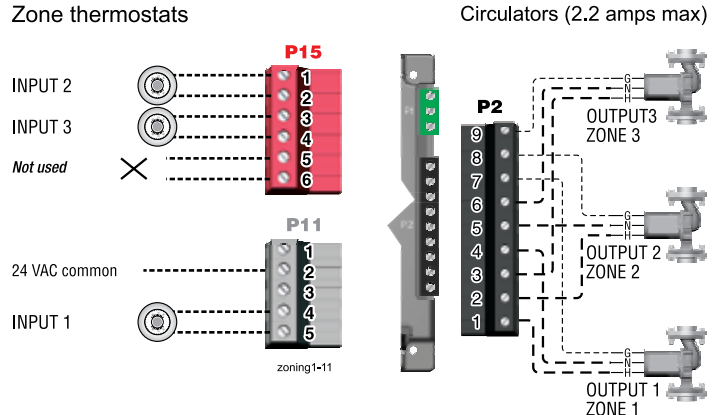 Zone thermostats
P15
INPUT 2
1
2
INPUT 3
3
4
Not used
5
6
P11
1
24 VAC common
2
3
INPUT 1
4
5
zoning1-11
Circulators (2.2 amps max)
P1
P2
P2
9
8
7
6
5
4
3
2
1
G
N
H
OUTPUT3
ZONE 3
G
N
H
OUTPUT 2
ZONE 2
G
N
H
OUTPUT 1
ZONE 1